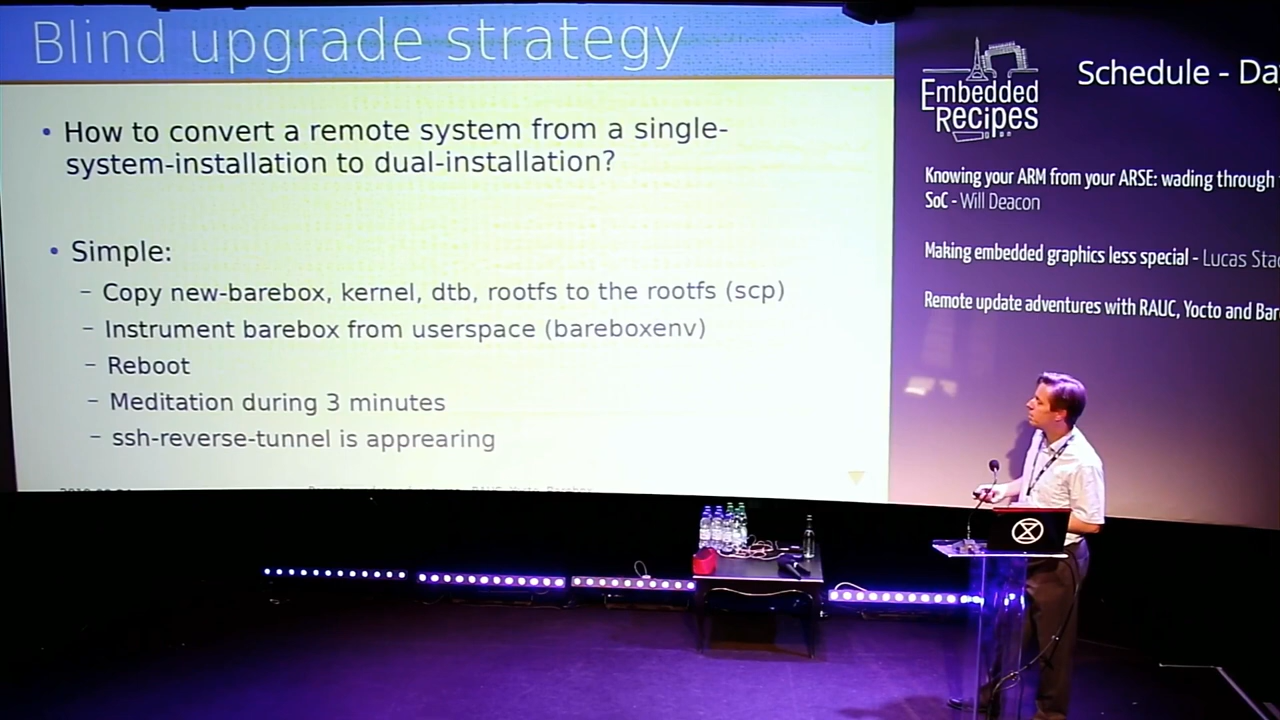 Blind upgrade strategy
• How to convert a remote system from a single-
system-installation to dual-installation?
• Simple:
– Copy new-barebox, kernel, dtb, rootfs to the rootfs (scp)
– Instrument barebox from userspace (bareboxenv)
– Reboot
– Meditation during 3 minutes
– ssh-reverse-tunnel is apprearing
Embedded
Recipes
Schedule - Day
Knowing your ARM from your ARSE: wading through
SoC - Will Deacon
Making embedded graphics less special - Lucas Sta
Remote update adventures with RAUC, Yocto and Bar